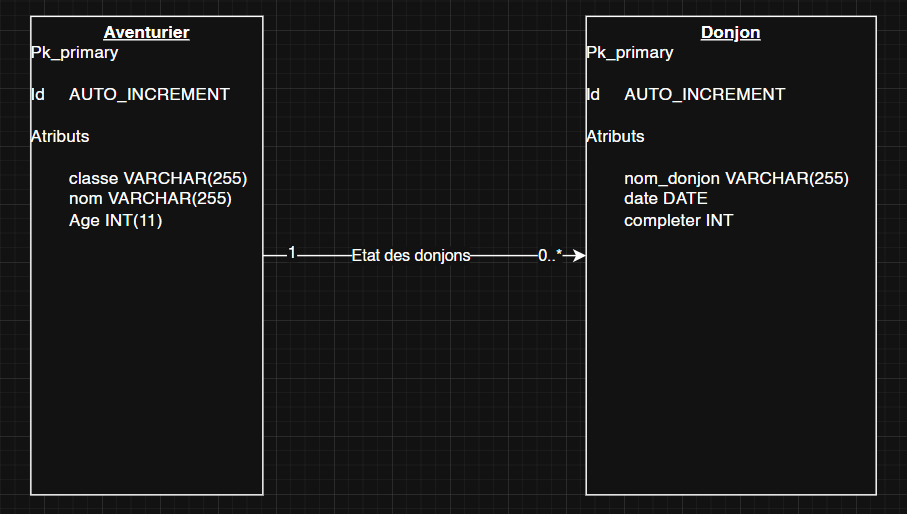 Aventurier
Pk_primary
Id AUTO_INCREMENT
Atributs
classe VARCHAR(255)
nom VARCHAR(255)
Age INT(11)
1 Etat des donjons 0..*
Donjon
Pk_primary
Id AUTO_INCREMENT
Atributs
nom_donjon VARCHAR(255)
date DATE
completer INT